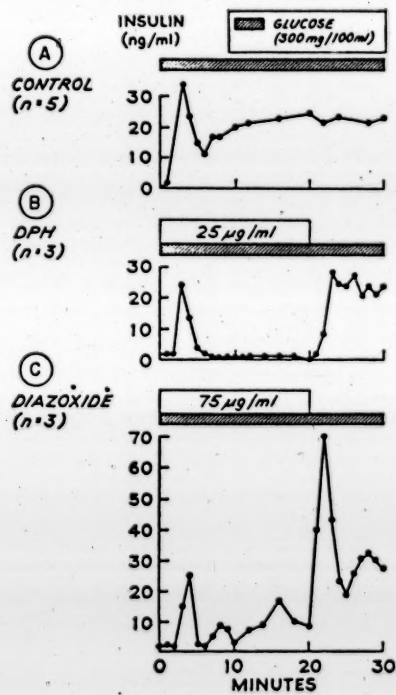 INSULIN
(ng/ml)
GLUCOSE
(300 mg/100ml)
A
CONTROL
(n=5)
30
20
10
0
B
DPH
(n=3)
25 µg/ml
30
20
10
0
C
DIAZOXIDE
(n=3)
75 µg/ml
70
60
50
40
30
20
10
0 10 20 30
MINUTES